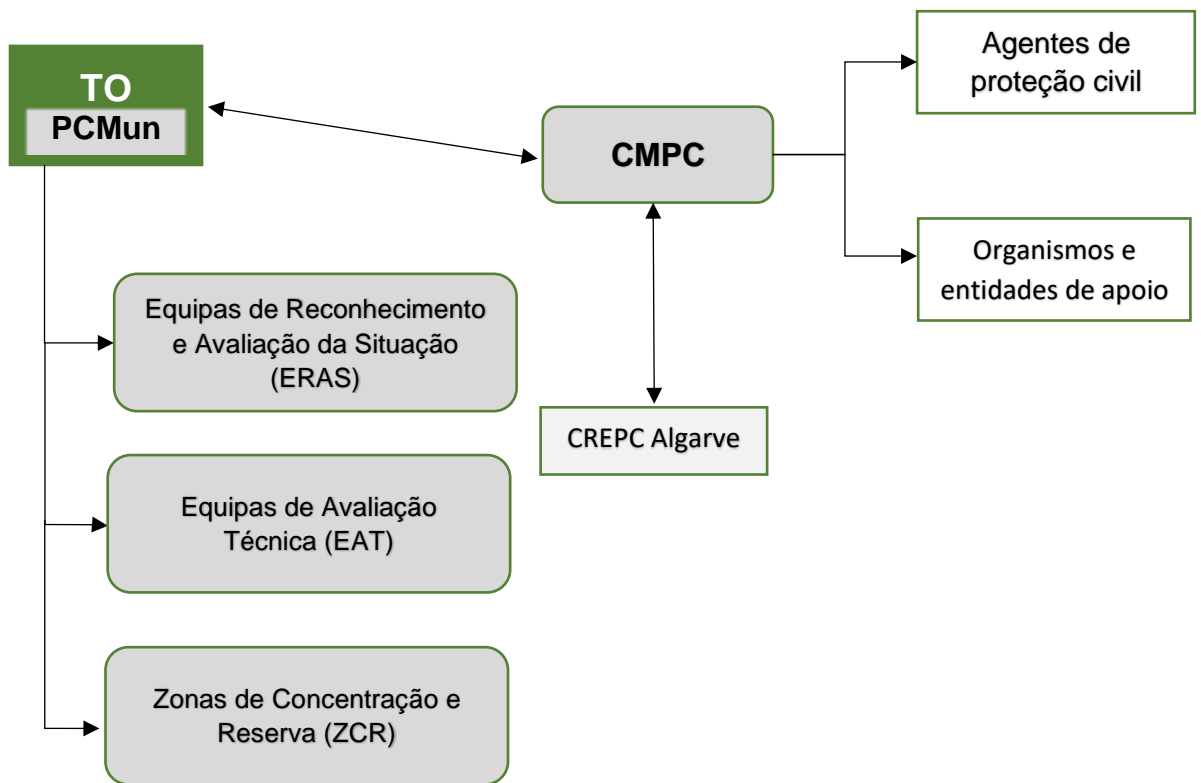 TO
PCMun
CMPC
Agentes de
proteção civil
Organismos e
entidades de apoio
Equipas de Reconhecimento
e Avaliação da Situação
(ERAS)
CREPC Algarve
Equipas de Avaliação
Técnica (EAT)
Zonas de Concentração e
Reserva (ZCR)